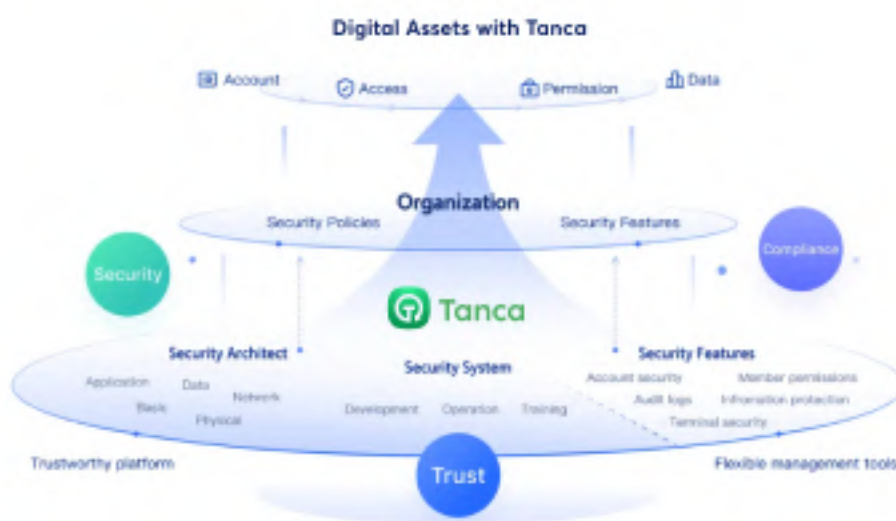 Digital Assets with Tanca
Account
Access
Permission
Data
Organization
Security Policies
Security Features
Security
Compliance
Tanca
Security Architect
Security System
Security Features
Application
Data
Network
Basic
Physical
Development
Operation
Training
Account security
Member permissions
Audit logs
Infromation protection
Terminal security
Trustworthy platform
Trust
Flexible management tools